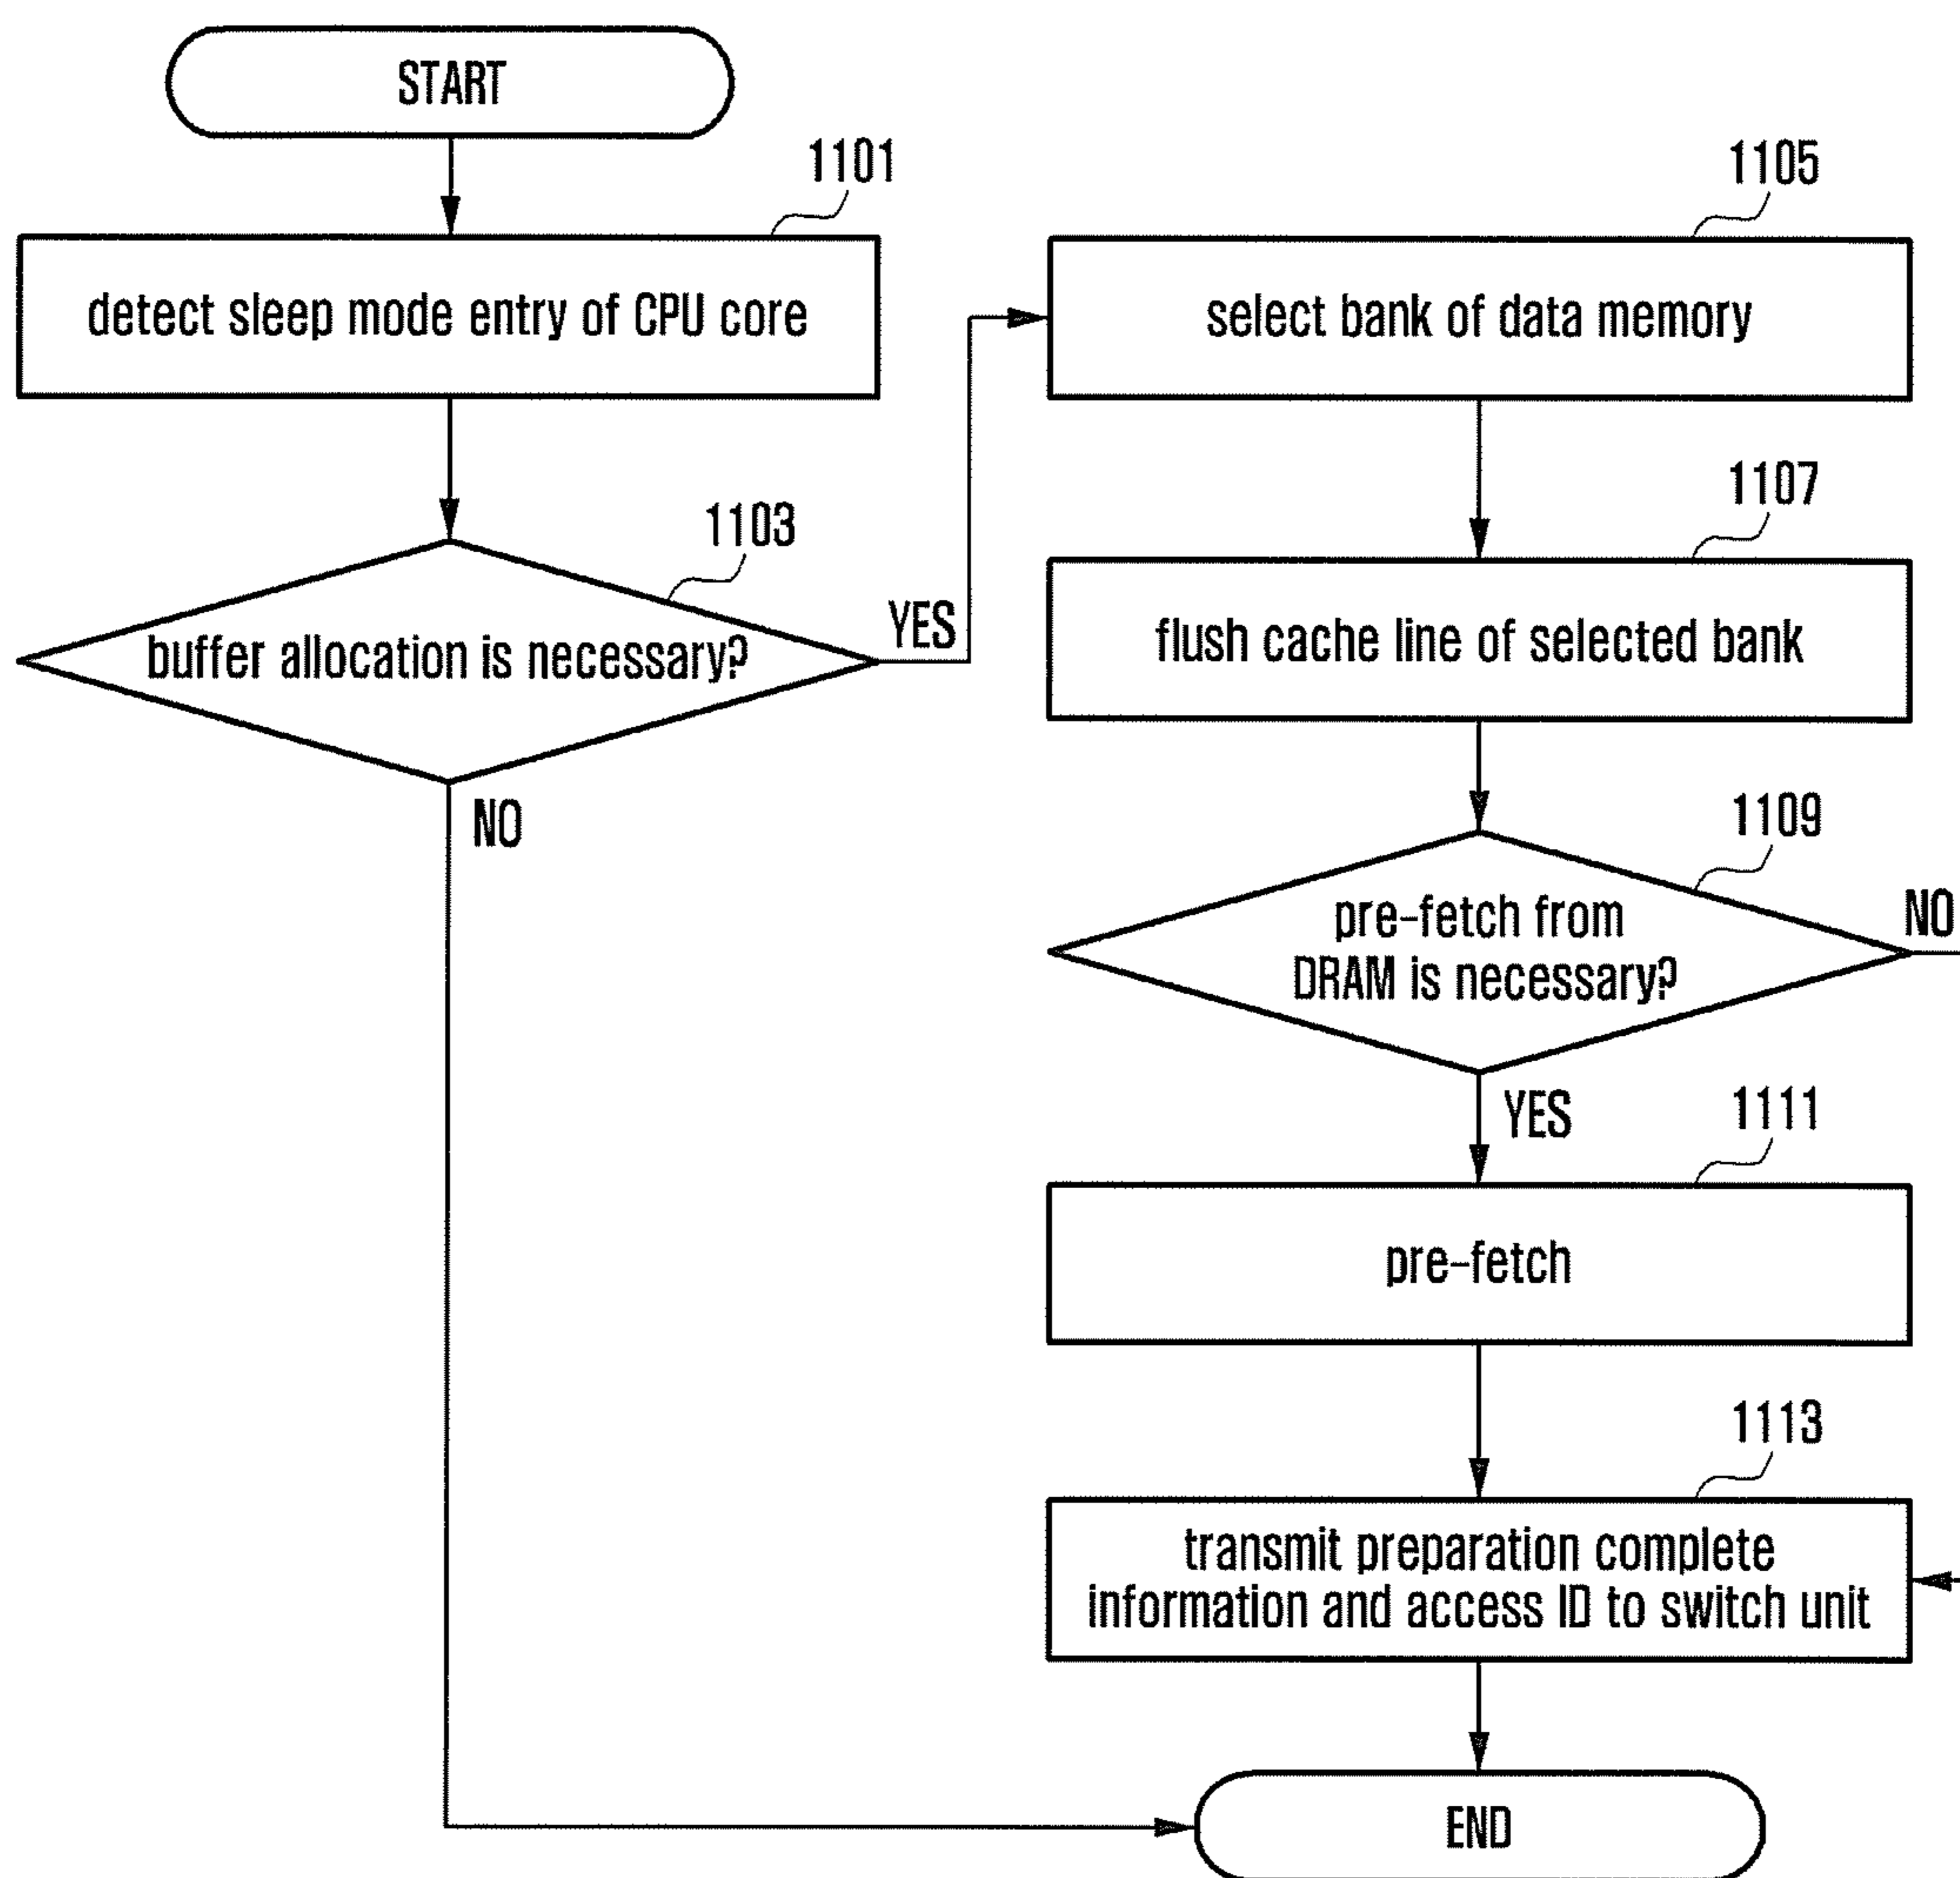 START
1101
detect sleep mode entry of CPU core
1103
buffer allocation is necessary?
YES
NO
1105
select bank of data memory
1107
flush cache line of selected bank
1109
pre-fetch from
DRAM is necessary?
NO
YES
1111
pre-fetch
1113
transmit preparation complete
information and access ID to switch unit
END